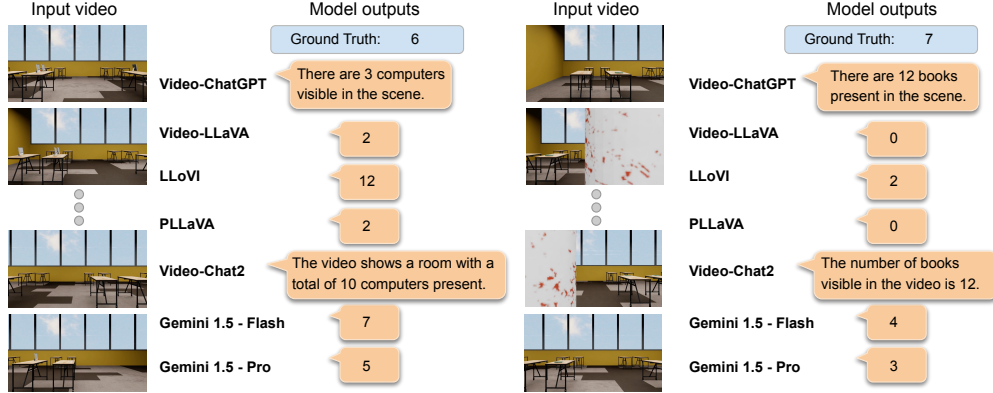 Input video
Model outputs
Ground Truth: 6
Video-ChatGPT
There are 3 computers
visible in the scene.
Video-LLaVA
2
LLoVI
12
PLLaVA
2
Video-Chat2
The video shows a room with a
total of 10 computers present.
Gemini 1.5 - Flash
7
Gemini 1.5 - Pro
5
Input video
Model outputs
Ground Truth: 7
Video-ChatGPT
There are 12 books
present in the scene.
Video-LLaVA
0
LLoVI
2
PLLaVA
0
Video-Chat2
The number of books
visible in the video is 12.
Gemini 1.5 - Flash
4
Gemini 1.5 - Pro
3